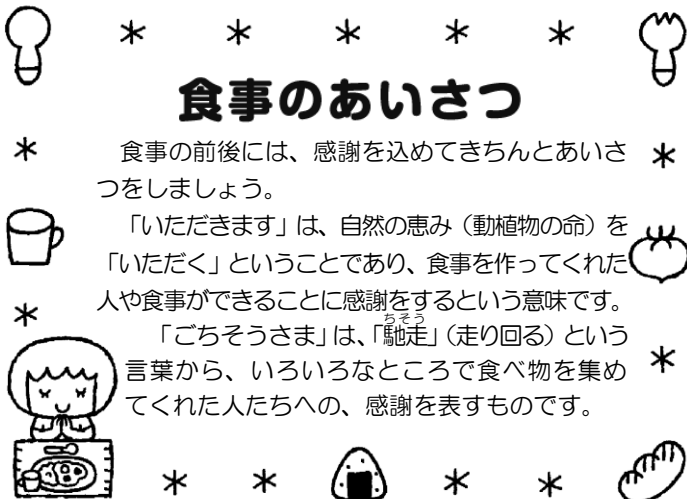 食事のあいさつ
食事の前後には、感謝を込めてきちんとあいさ
つをしましょう。
「いただきます」は、自然の恵み（動植物の命）を
「いただく」ということであり、食事を作ってくれた
人や食事ができることに感謝をするという意味です。
ちそう
「ごちそうさま」は、「馳走」（走り回る）という
言葉から、いろいろなところで食べ物を集め
てくれた人たちへの、感謝を表すものです。